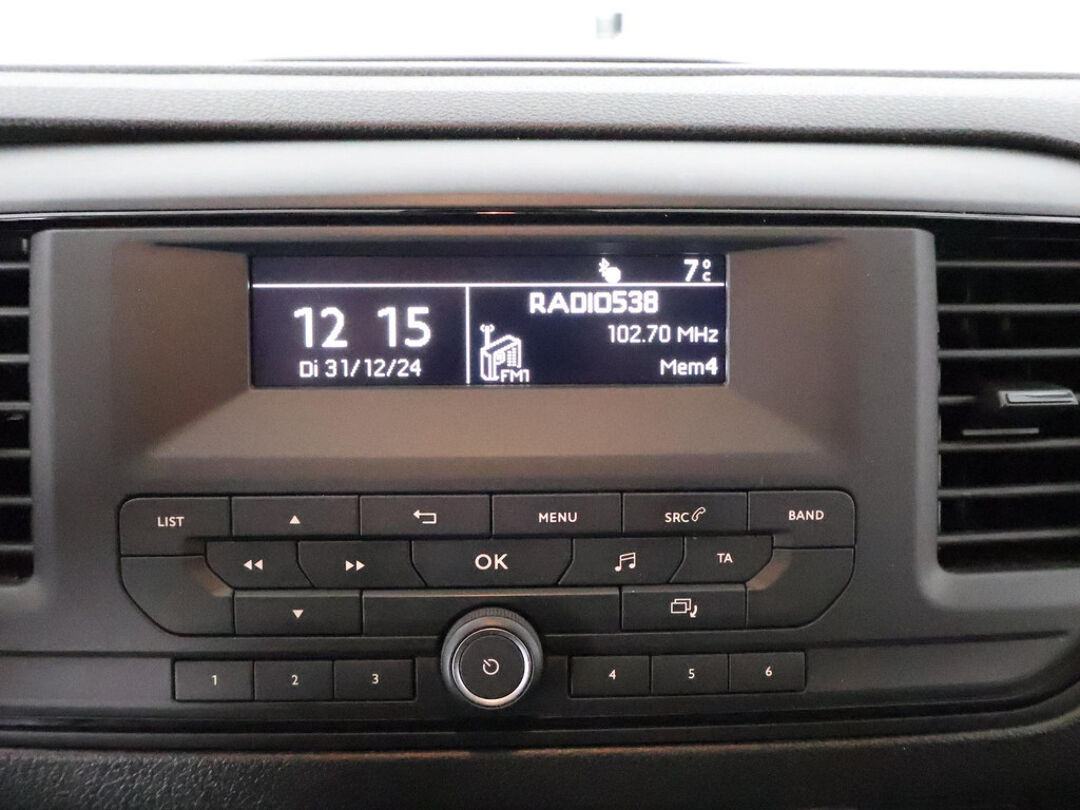 7°C
12 15
Di 31/12/24
RADIO538
102.70 MHz
FM1
Mem4
LIST
MENU
SRC
BAND
OK
TA
1
2
3
4
5
6